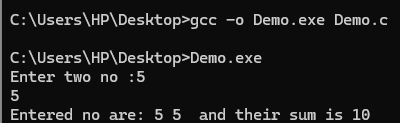 C:\Users\HP\Desktop>gcc -o Demo.exe Demo.c
C:\Users\HP\Desktop>Demo.exe
Enter two no :5
5
Entered no are: 5 5  and their sum is 10